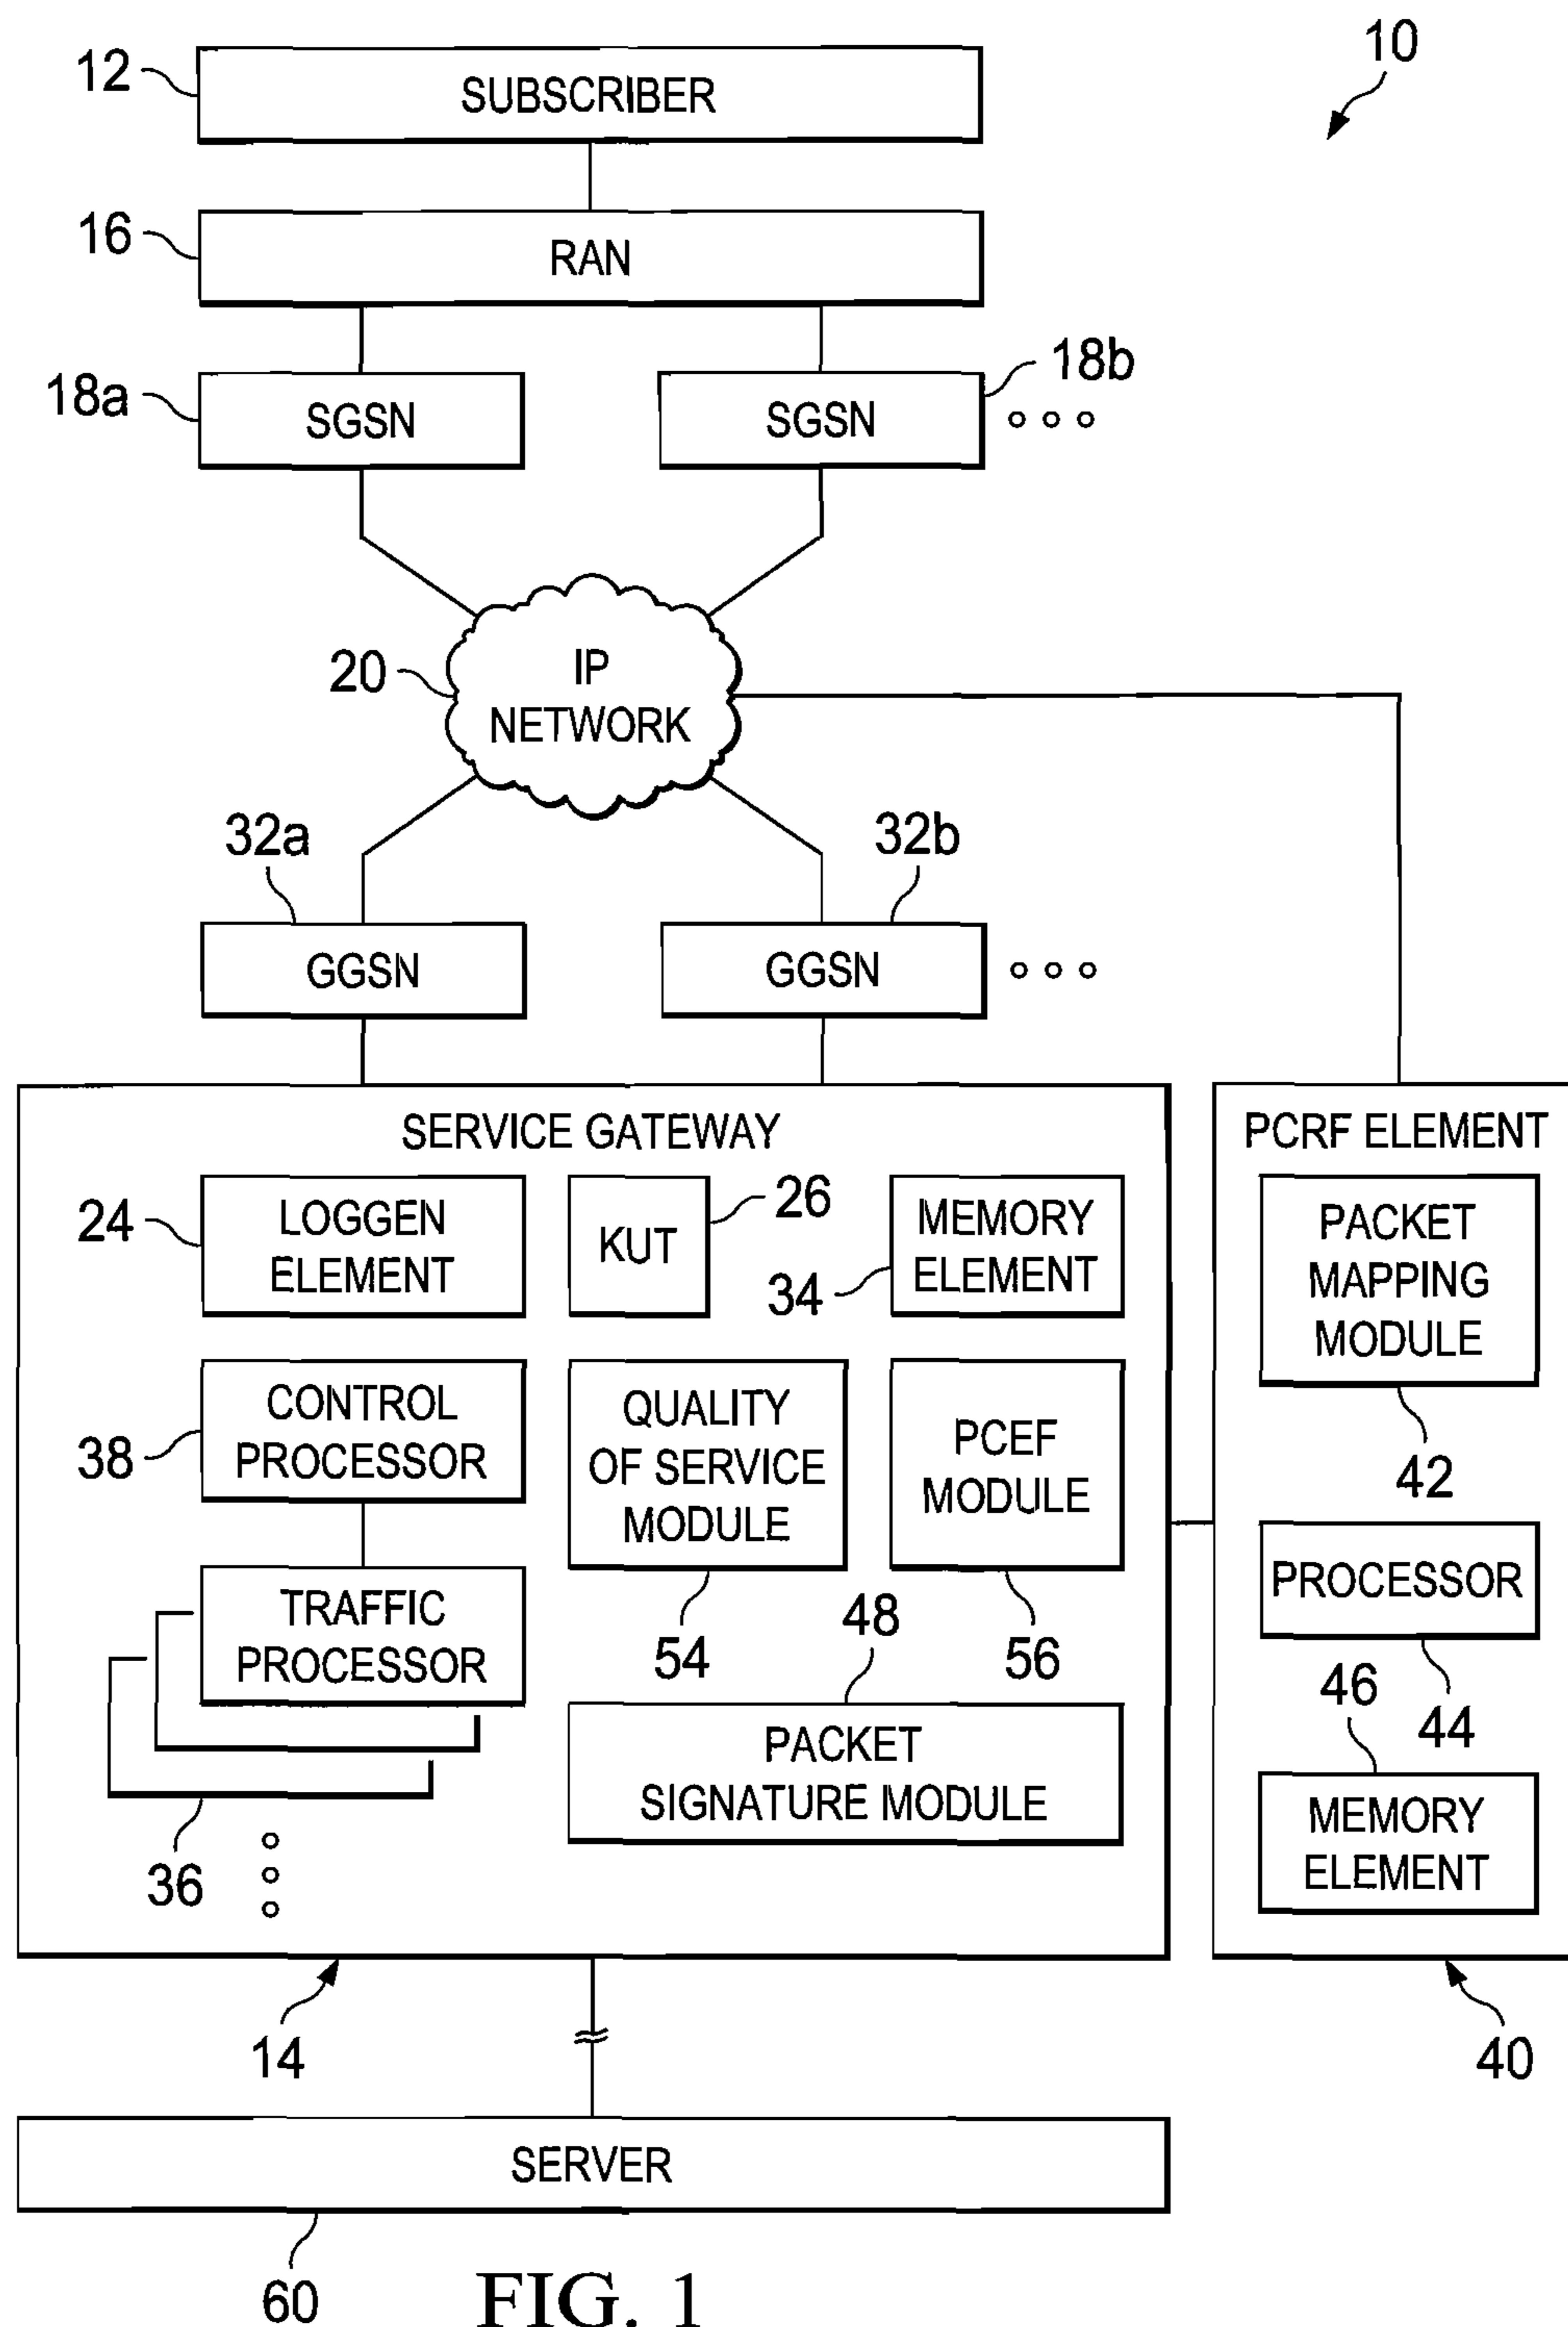 10
12
SUBSCRIBER
16
RAN
18a
SGSN
SGSN
18b
20
IP
NETWORK
32a
32b
GGSN
GGSN
SERVICE GATEWAY
24
LOGGEN
ELEMENT
KUT
26
MEMORY
ELEMENT
34
38
CONTROL
PROCESSOR
QUALITY
OF SERVICE
MODULE
54
PCEF
MODULE
56
TRAFFIC
PROCESSOR
36
48
PACKET
SIGNATURE MODULE
14
PCRF ELEMENT
PACKET
MAPPING
MODULE
42
PROCESSOR
44
46
MEMORY
ELEMENT
40
SERVER
60
FIG. 1